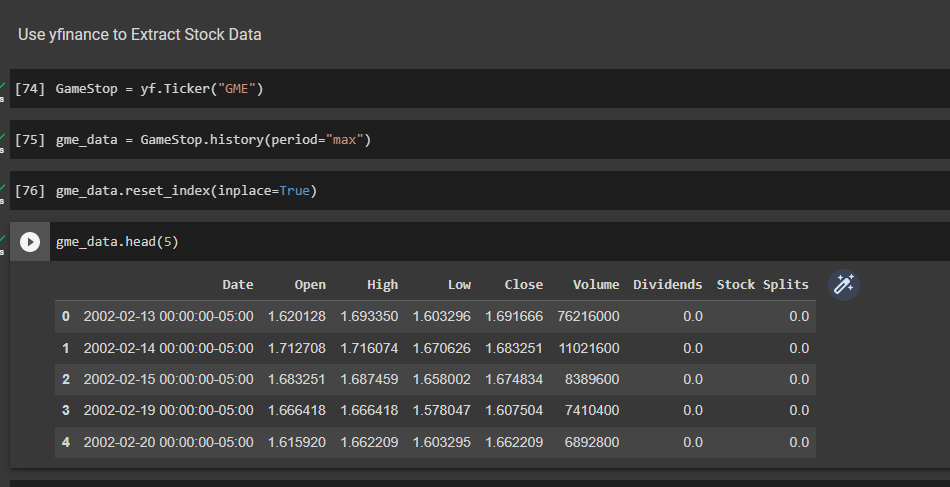 Use yfinance to Extract Stock Data
[74] GameStop = yf.Ticker("GME")
s
[75] gme_data = GameStop.history(period="max")
s
[76] gme_data.reset_index(inplace=True)
s
gme_data.head(5)
s
Date Open High Low Close Volume Dividends Stock Splits
0 2002-02-13 00:00:00-05:00 1.620128 1.693350 1.603296 1.691666 76216000 0.0 0.0
1 2002-02-14 00:00:00-05:00 1.712708 1.716074 1.670626 1.683251 11021600 0.0 0.0
2 2002-02-15 00:00:00-05:00 1.683251 1.687459 1.658002 1.674834 8389600 0.0 0.0
3 2002-02-19 00:00:00-05:00 1.666418 1.666418 1.578047 1.607504 7410400 0.0 0.0
4 2002-02-20 00:00:00-05:00 1.615920 1.662209 1.603295 1.662209 6892800 0.0 0.0